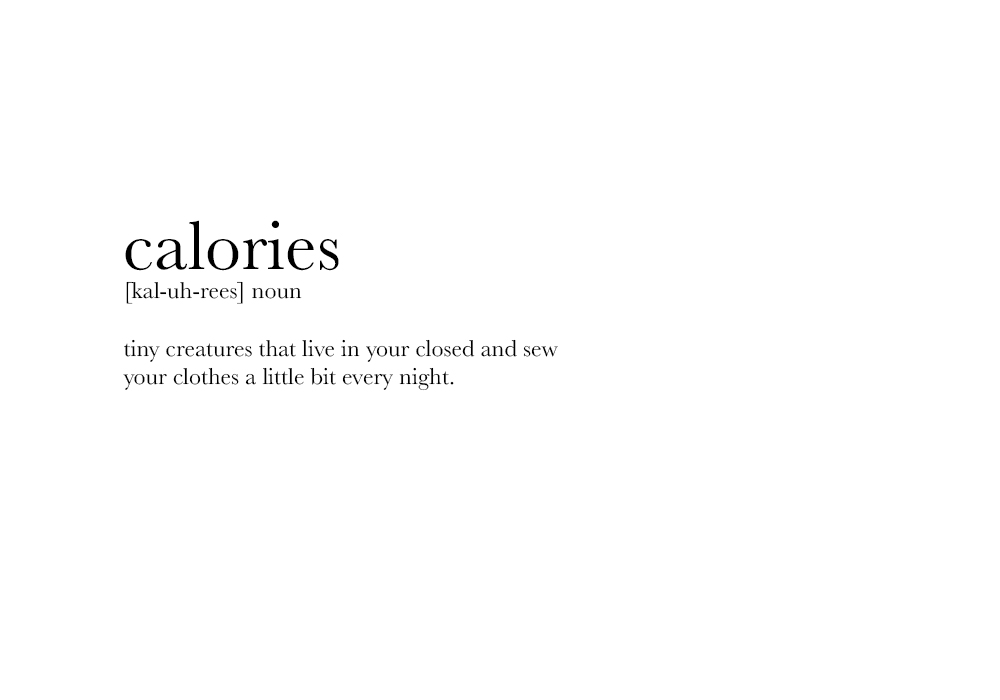 calories
[kal-uh-rees] noun
tiny creatures that live in your closed and sew
your clothes a little bit every night.